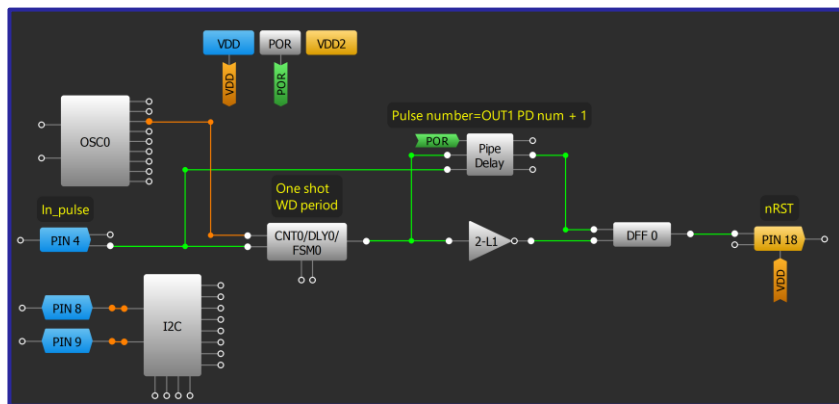 VDD POR VDD2
VDD POR
Pulse number=OUT1 PD num + 1
OSC0
POR
Pipe
Delay
In_pulse
One shot
WD period
nRST
PIN 4
CNT0/DLY0/
FSM0
2-L1
DFF 0
PIN 18
VDD
PIN 8
I2C
PIN 9